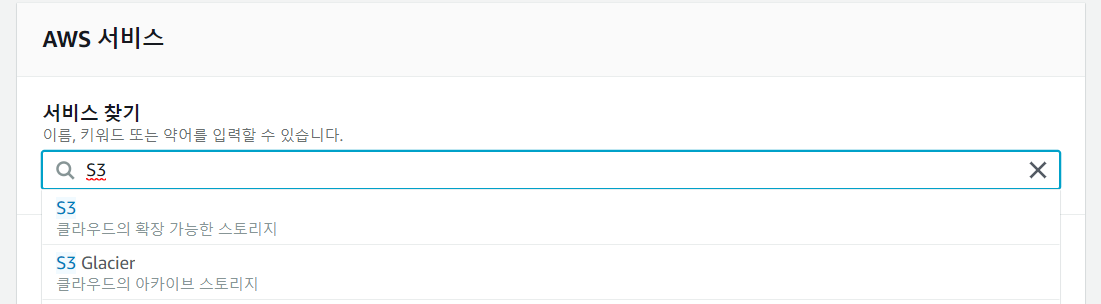 AWS 서비스
서비스 찾기
이름, 키워드 또는 약어를 입력할 수 있습니다.
S3
S3
클라우드의 확장 가능한 스토리지
S3 Glacier
클라우드의 아카이브 스토리지